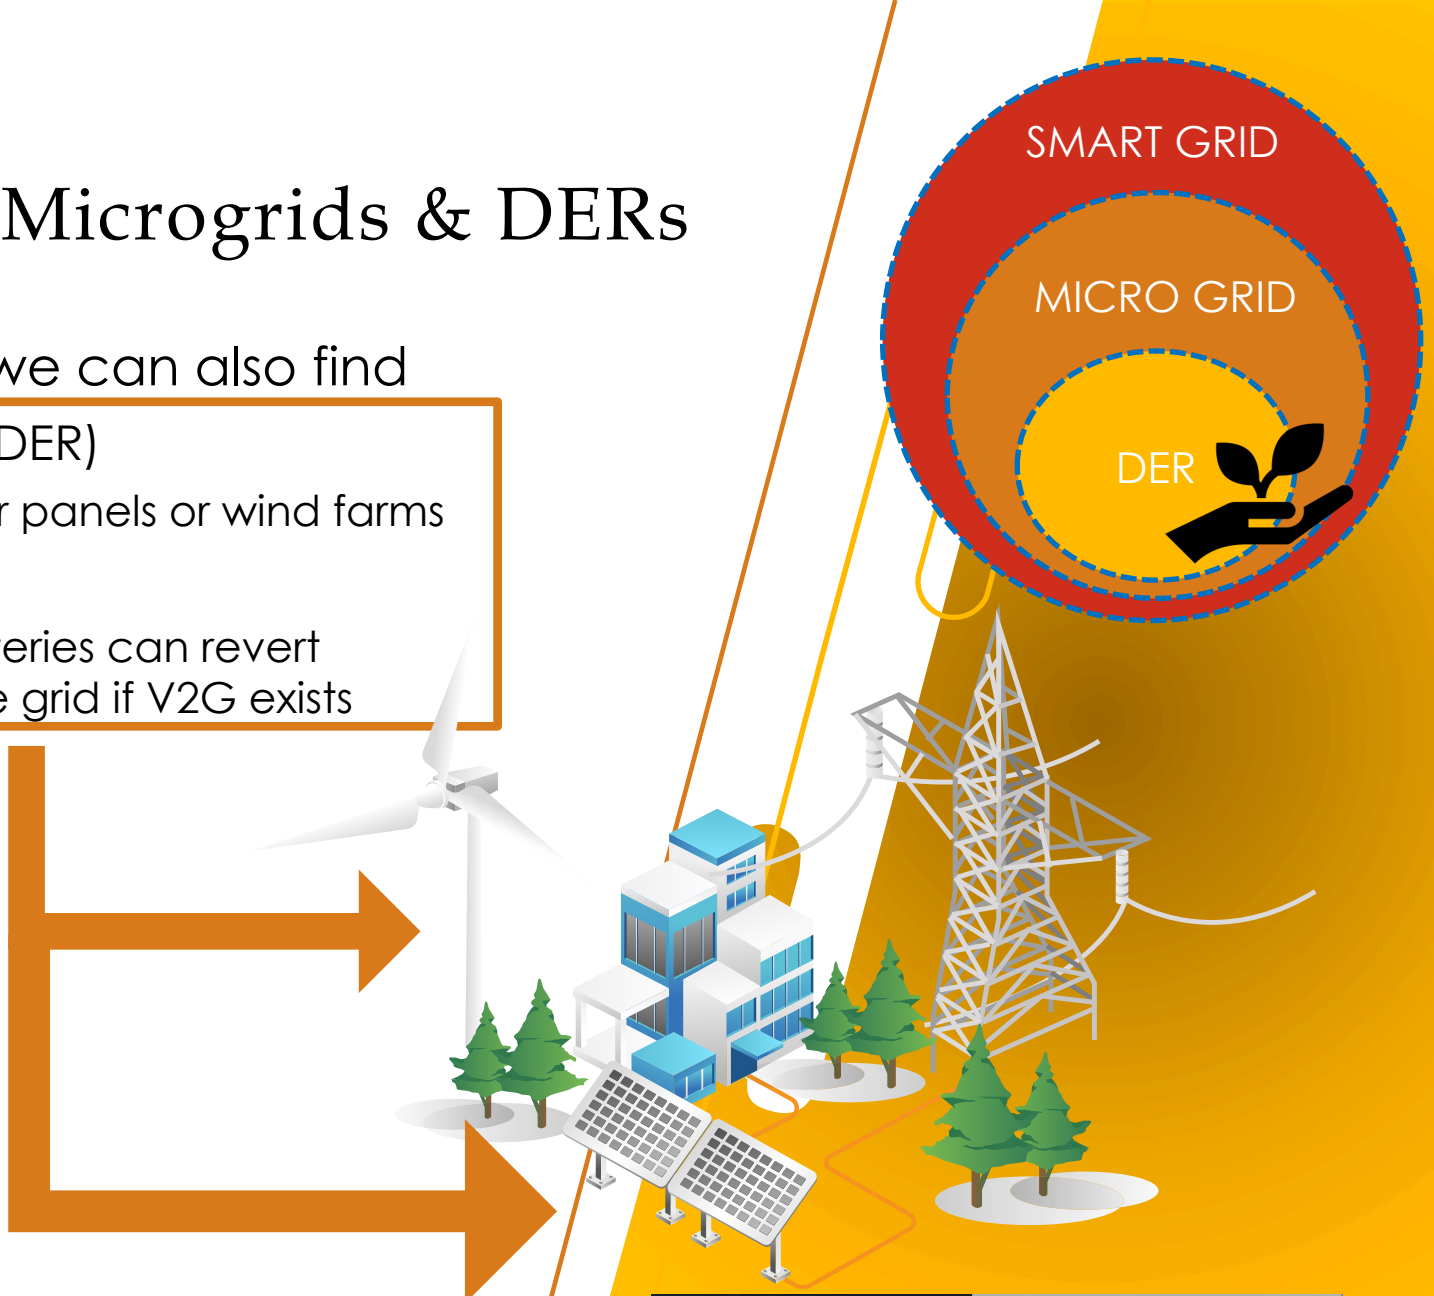 Microgrids & DERs
we can also find
DER)
r panels or wind farms
teries can revert
e grid if V2G exists
SMART GRID
MICRO GRID
DER